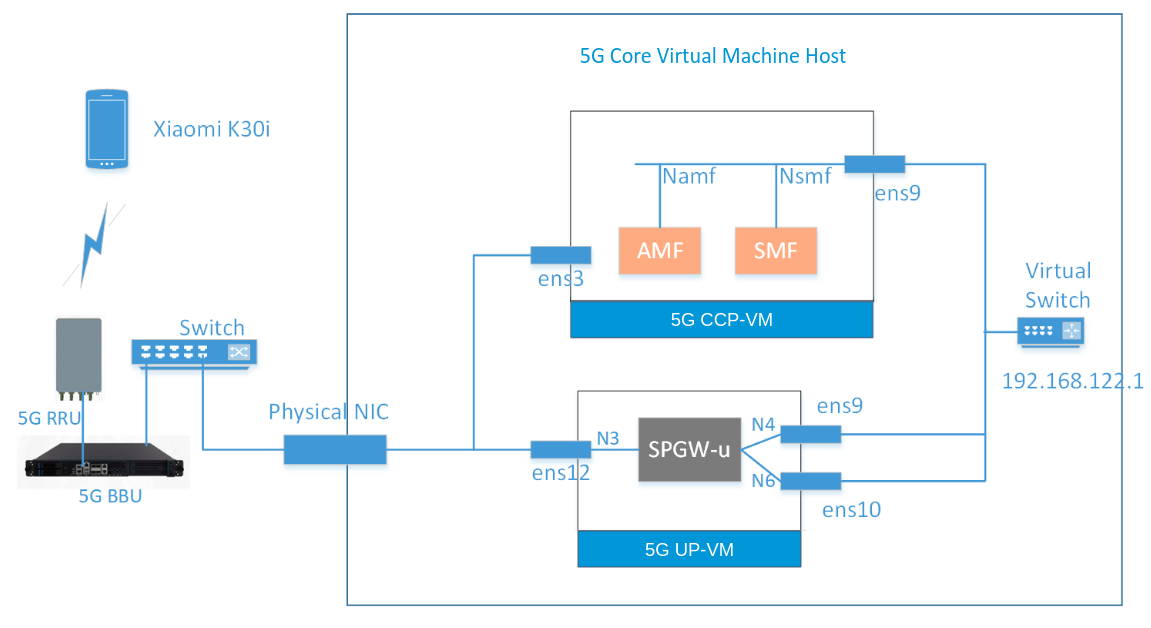 5G Core Virtual Machine Host
Xiaomi K30i
Namf
Nsmf
ens9
AMF
SMF
ens3
Virtual
Switch
5G CCP-VM
Switch
192.168.122.1
5G RRU
Physical NIC
ens9
N4
N3
SPGW-u
ens12
N6
5G BBU
ens10
5G UP-VM